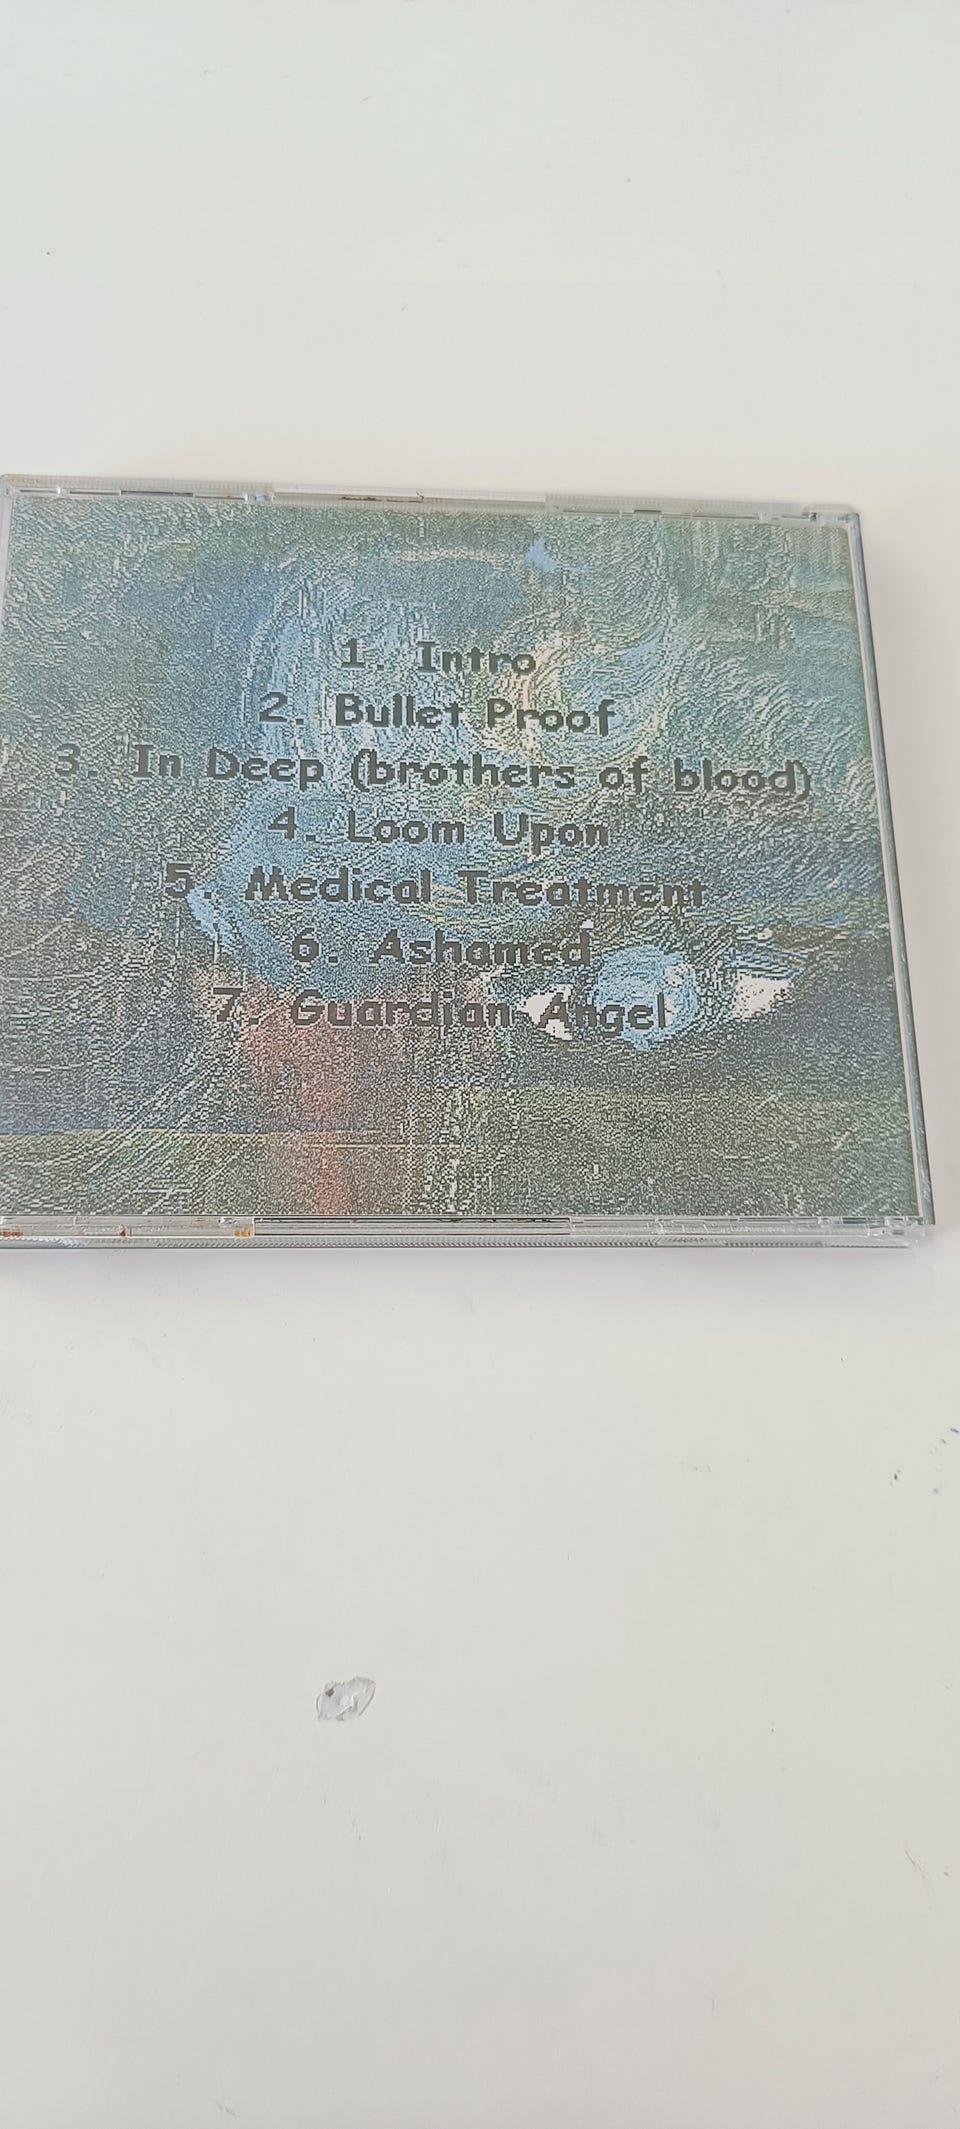 1. Intro
2. Bullet Proof
3. In Deep (brothers of blood)
4. Loom Upon
5. Medical Treatment
6. Ashamed
7. Guardian Angel